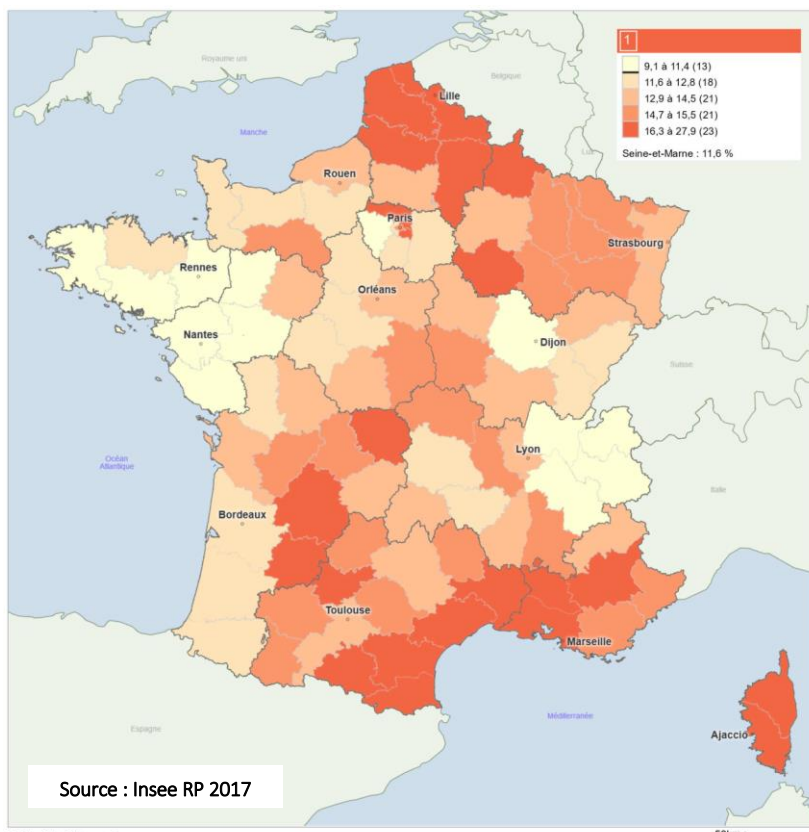 1
9,1 à 11,4 (13)
11,6 à 12,8 (18)
12,9 à 14,5 (21)
14,7 à 15,5 (21)
16,3 à 27,9 (23)
Seine-et-Marne : 11,6 %
Royaume uni
Belgique
Lille
Manche
Lux
Rouen
Paris
Strasbourg
Rennes
Orléans
Nantes
Dijon
Suisse
Océan
Atlantique
Lyon
Italie
Bordeaux
Toulouse
Marseille
Méditerranée
Ajaccio
Espagne
Source : Insee RP 2017